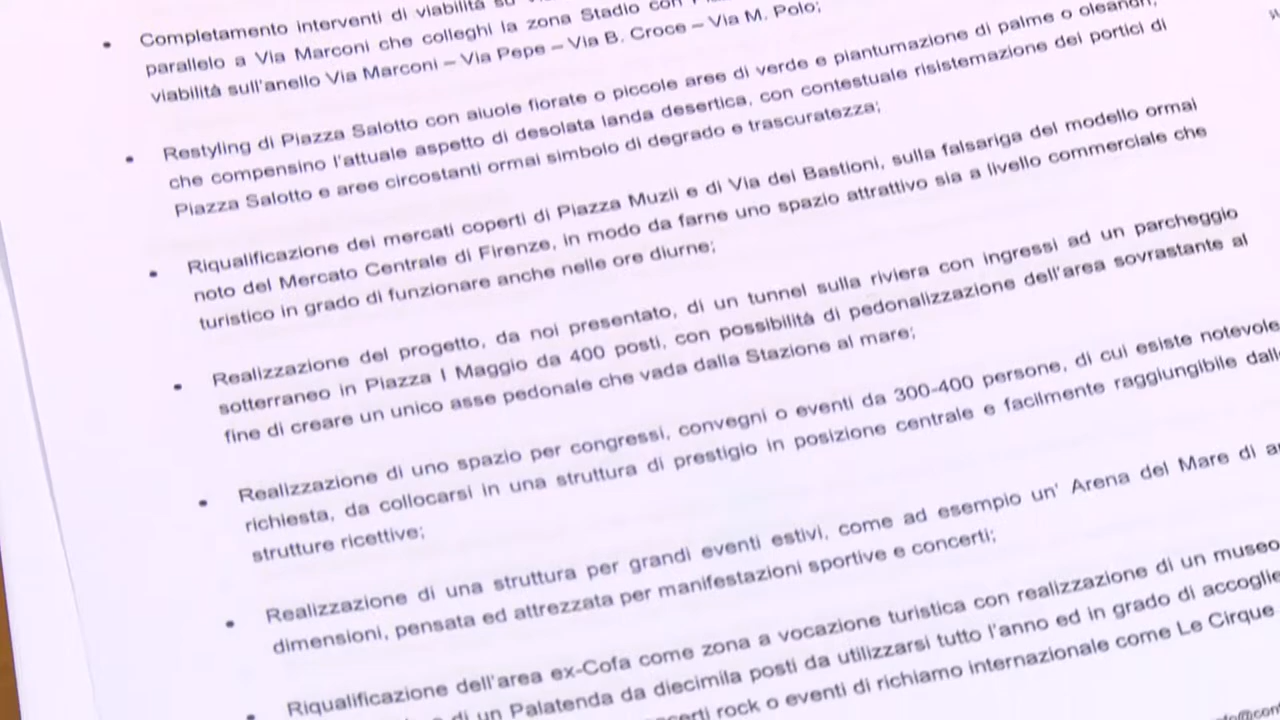 Completamento interventi di viabilità su
parallelo a Via Marconi che colleghi la zona Stadio con
viabilità sull'anello Via Marconi – Via Pepe – Via B. Croce – Via M. Polo;
Restyling di Piazza Salotto con aiuole fiorate o piccole aree di verde e piantumazione di palme o oleandri,
che compensino l'attuale aspetto di desolata landa desertica, con contestuale risistemazione dei portici di
Piazza Salotto e aree circostanti ormai simbolo di degrado e trascuratezza;
Riqualificazione dei mercati coperti di Piazza Muzii e di Via dei Bastioni, sulla falsariga del modello ormai
noto del Mercato Centrale di Firenze, in modo da farne uno spazio attrattivo sia a livello commerciale che
turistico in grado di funzionare anche nelle ore diurne;
Realizzazione del progetto, da noi presentato, di un tunnel sulla riviera con ingressi ad un parcheggio
sotterraneo in Piazza I Maggio da 400 posti, con possibilità di pedonalizzazione dell'area sovrastante al
fine di creare un unico asse pedonale che vada dalla Stazione al mare;
Realizzazione di uno spazio per congressi, convegni o eventi da 300-400 persone, di cui esiste notevole
richiesta, da collocarsi in una struttura di prestigio in posizione centrale e facilmente raggiungibile dalle
strutture ricettive;
Realizzazione di una struttura per grandi eventi estivi, come ad esempio un' Arena del Mare di
dimensioni, pensata ed attrezzata per manifestazioni sportive e concerti;
Riqualificazione dell'area ex-Cofa come zona a vocazione turistica con realizzazione di un museo
di un Palatenda da diecimila posti da utilizzarsi tutto l'anno ed in grado di accoglie
rock o eventi di richiamo internazionale come Le Cirque